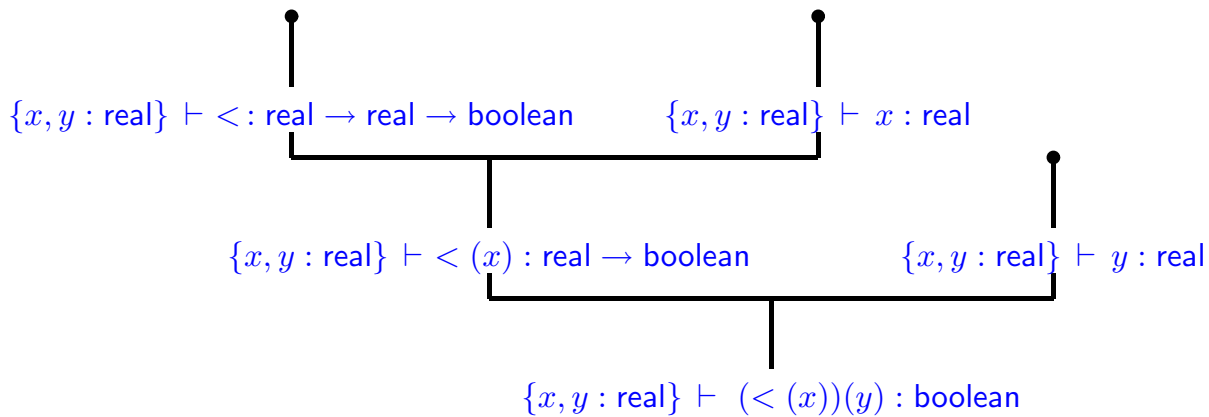 {x, y : real} ⊢ < : real → real → boolean
{x, y : real} ⊢ x : real
{x, y : real} ⊢ < (x) : real → boolean
{x, y : real} ⊢ y : real
{x, y : real} ⊢ (< (x))(y) : boolean